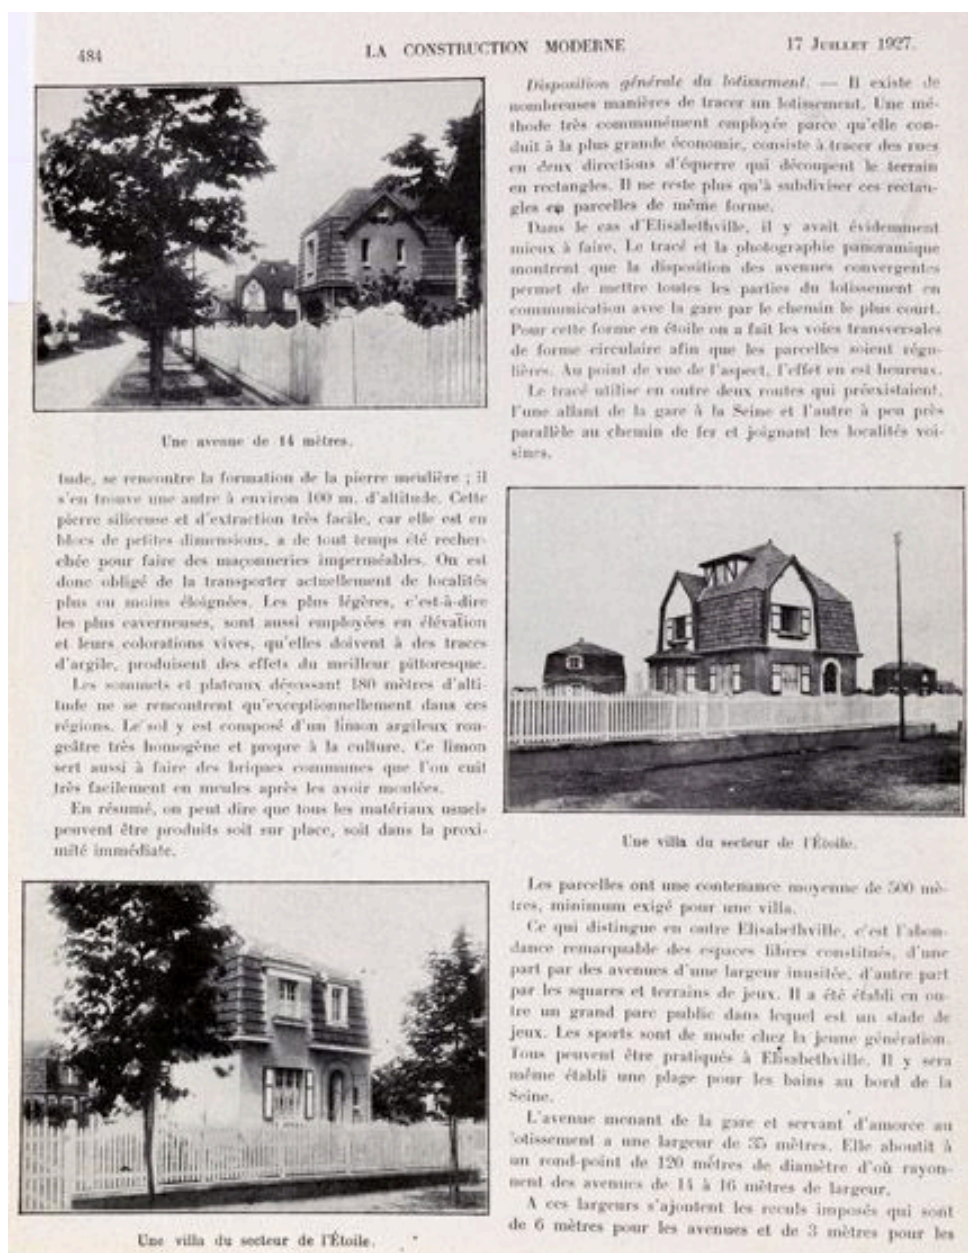 484
LA CONSTRUCTION MODERNE
17 JUILLET 1927.
Une avenue de 14 mètres.
tude, se rencontre la formation de la pierre meulière ; il
s'en trouve une autre à environ 100 m. d'altitude. Cette
pierre siliceuse et d'extraction très facile, car elle est en
blocs de petites dimensions, a de tout temps été recher-
chée pour faire des maçonneries imperméables. On est
donc obligé de la transporter actuellement de localités
plus ou moins éloignées. Les plus légères, c'est-à-dire
les plus caverneuses, sont aussi employées en élévation
et leurs colorations vives, qu'elles doivent à des traces
d'argile, produisent des effets du meilleur pittoresque.
Les sommets et plateaux dépassant 180 mètres d'alti-
tude ne se rencontrent qu'exceptionnellement dans ces
régions. Le sol y est composé d'un limon argileux rou-
geâtre très homogène et propre à la culture. Ce limon
sert aussi à faire des briques communes que l'on cuit
très facilement en meules après les avoir moulées.
En résumé, on peut dire que tous les matériaux usuels
peuvent être produits soit sur place, soit dans la proxi-
mité immédiate.
Une villa du secteur de l'Étoile.
Disposition générale du lotissement. — Il existe de
nombreuses manières de tracer un lotissement. Une mé-
thode très communément employée parce qu'elle con-
duit à la plus grande économie, consiste à tracer des rues
en deux directions d'équerre qui découpent le terrain
en rectangles. Il ne reste plus qu'à subdiviser ces rectan-
gles en parcelles de même forme.
Dans le cas d'Elisabethville, il y avait évidemment
mieux à faire. Le tracé et la photographie panoramique
montrent que la disposition des avenues convergentes
permet de mettre toutes les parties du lotissement en
communication avec la gare par le chemin le plus court.
Pour cette forme en étoile on a fait les voies transversales
de forme circulaire afin que les parcelles soient régu-
lières. Au point de vue de l'aspect, l'effet en est heureux.
Le tracé utilise en outre deux routes qui préexistaient,
l'une allant de la gare à la Seine et l'autre à peu près
parallèle au chemin de fer et joignant les localités voi-
sines.
Une villa du secteur de l'Étoile.
Les parcelles ont une contenance moyenne de 500 mè-
tres, minimum exigé pour une villa.
Ce qui distingue en outre Elisabethville, c'est l'abon-
dance remarquable des espaces libres constitués, d'une
part par des avenues d'une largeur inusitée, d'autre part
par les squares et terrains de jeux. Il a été établi en ou-
tre un grand parc public dans lequel est un stade de
jeux. Les sports sont de mode chez la jeune génération.
Tous peuvent être pratiqués à Elisabethville. Il y sera
même établi une plage pour les bains au bord de la
Seine.
L'avenue menant de la gare et servant d'amorce au
lotissement a une largeur de 35 mètres. Elle aboutit à
un rond-point de 120 mètres de diamètre d'où rayon-
nent des avenues de 14 à 16 mètres de largeur.
A ces largeurs s'ajoutent les reculs imposés qui sont
de 6 mètres pour les avenues et de 3 mètres pour les